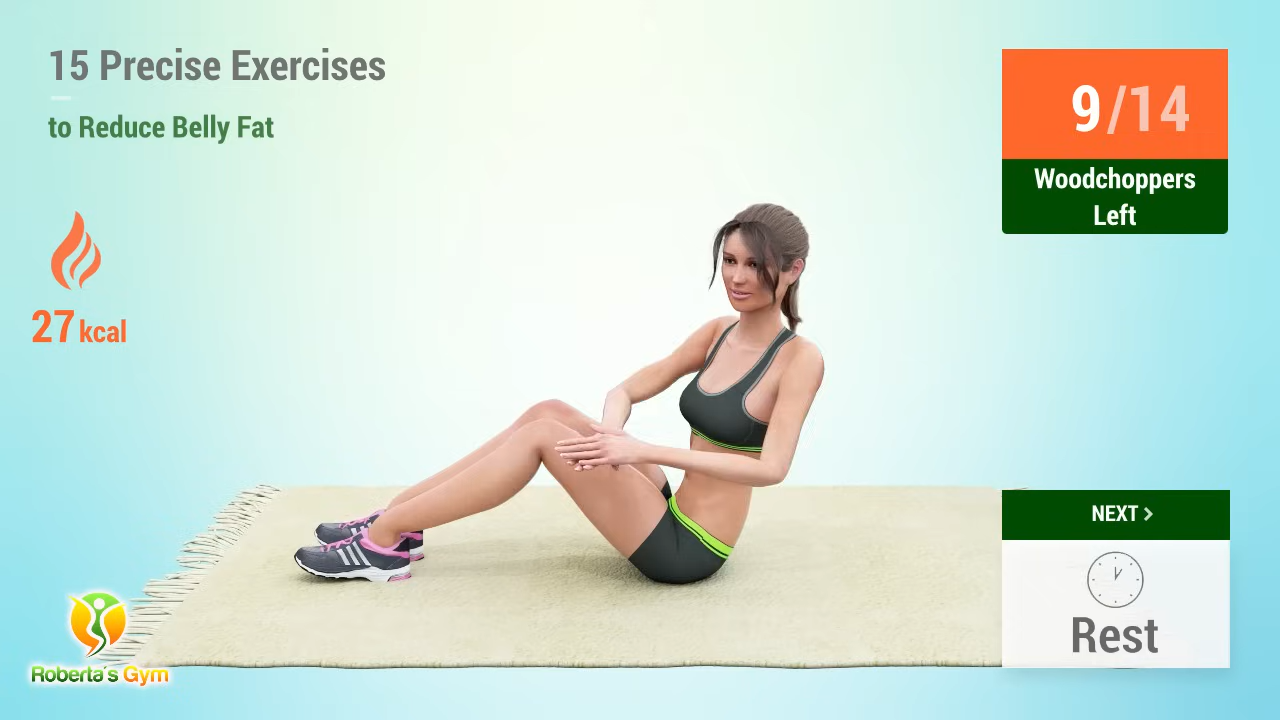 15 Precise Exercises
to Reduce Belly Fat
9/14
Woodchoppers
Left
27 kcal
NEXT >
Rest
Roberta´s Gym